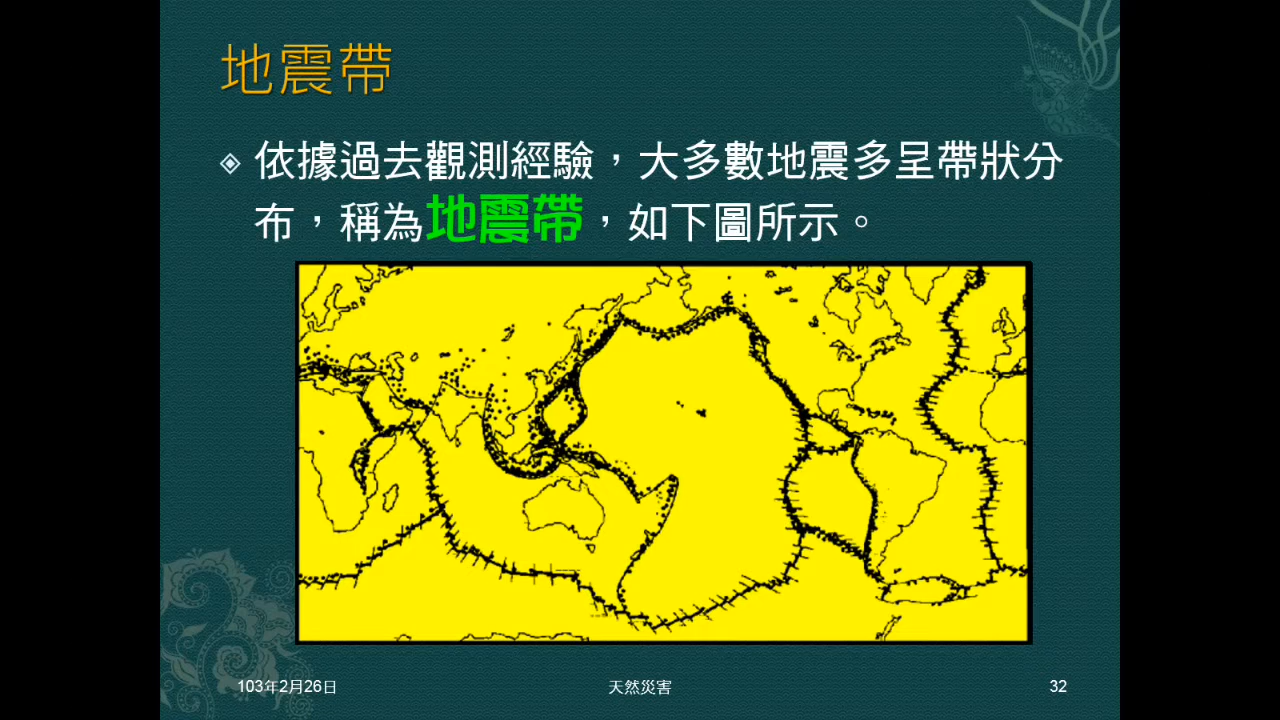 地震帶
依據過去觀測經驗，大多數地震多呈帶狀分
布，稱為地震帶，如下圖所示。
103年2月26日
天然災害
32